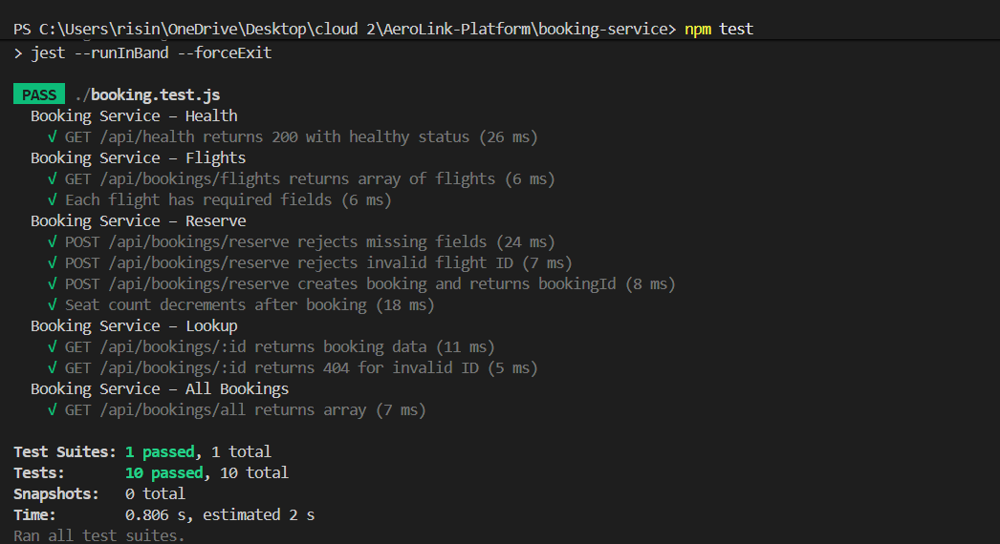 PS C:\Users\risin\OneDrive\Desktop\cloud 2\AeroLink-Platform\booking-service> npm test
> jest --runInBand --forceExit
PASS ./booking.test.js
Booking Service – Health
√ GET /api/health returns 200 with healthy status (26 ms)
Booking Service – Flights
√ GET /api/bookings/flights returns array of flights (6 ms)
√ Each flight has required fields (6 ms)
Booking Service – Reserve
√ POST /api/bookings/reserve rejects missing fields (24 ms)
√ POST /api/bookings/reserve rejects invalid flight ID (7 ms)
√ POST /api/bookings/reserve creates booking and returns bookingId (8 ms)
√ Seat count decrements after booking (18 ms)
Booking Service – Lookup
√ GET /api/bookings/:id returns booking data (11 ms)
√ GET /api/bookings/:id returns 404 for invalid ID (5 ms)
Booking Service – All Bookings
√ GET /api/bookings/all returns array (7 ms)
Test Suites: 1 passed, 1 total
Tests: 10 passed, 10 total
Snapshots: 0 total
Time: 0.806 s, estimated 2 s
Ran all test suites.